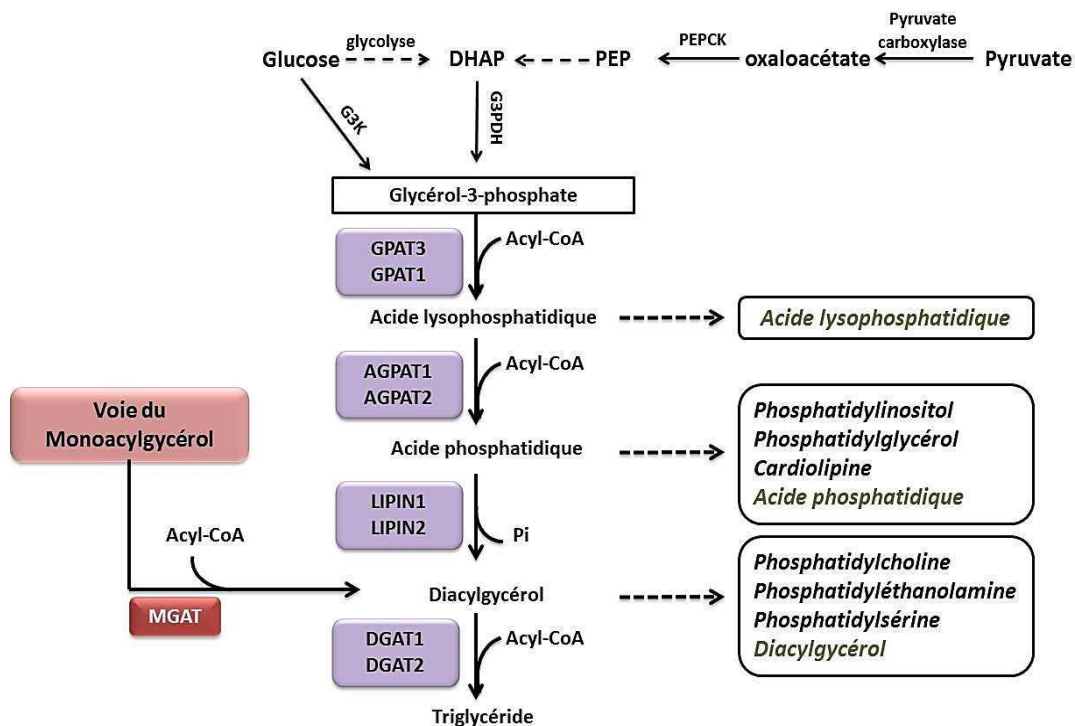 Glucose
glycolyse
DHAP
PEP
PEPCK
oxaloacétate
Pyruvate
carboxylase
Pyruvate
G3K
G3PDH
Glycérol-3-phosphate
GPAT3
GPAT1
Acyl-CoA
Acide lysophosphatidique
Acide lysophosphatidique
AGPAT1
AGPAT2
Acyl-CoA
Voie du
Monoacylgycérol
Acide phosphatidique
Phosphatidylinositol
Phosphatidylglycérol
Cardiolipine
Acide phosphatidique
LIPIN1
LIPIN2
Pi
Acyl-CoA
MGAT
Diacylgycérol
Phosphatidylcholine
Phosphatidyléthanolamine
Phosphatidylsérine
Diacylgycérol
DGAT1
DGAT2
Acyl-CoA
Triglycéride